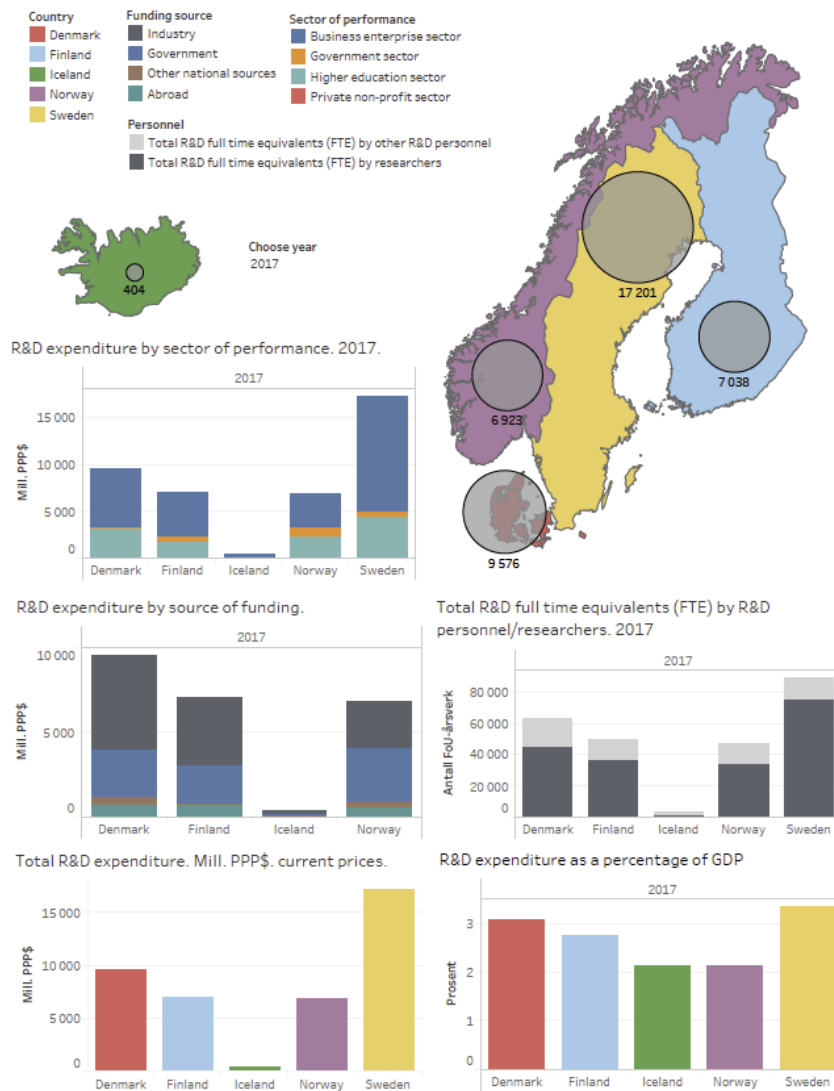 Country
Denmark
Finland
Iceland
Norway
Sweden
Funding source
Industry
Government
Other national sources
Abroad
Sector of performance
Business enterprise sector
Government sector
Higher education sector
Private non-profit sector
Personnel
Total R&D full time equivalents (FTE) by other R&D personnel
Total R&D full time equivalents (FTE) by researchers
Choose year
2017
404
17 201
7 038
6 923
9 576
R&D expenditure by sector of performance. 2017.
2017
Mill. PPP$
15 000
10 000
5 000
0
Denmark Finland Iceland Norway Sweden
R&D expenditure by source of funding.
2017
Mill. PPP$
10 000
5 000
0
Denmark Finland Iceland Norway
Total R&D full time equivalents (FTE) by R&D
personnel/researchers. 2017
2017
Antall FoU-årsverk
80 000
60 000
40 000
20 000
0
Denmark Finland Iceland Norway Sweden
Total R&D expenditure. Mill. PPP$. current prices.
Mill. PPP$
15 000
10 000
5 000
0
Denmark Finland Iceland Norway Sweden
R&D expenditure as a percentage of GDP
2017
Prosent
3
2
1
0
Denmark Finland Iceland Norway Sweden